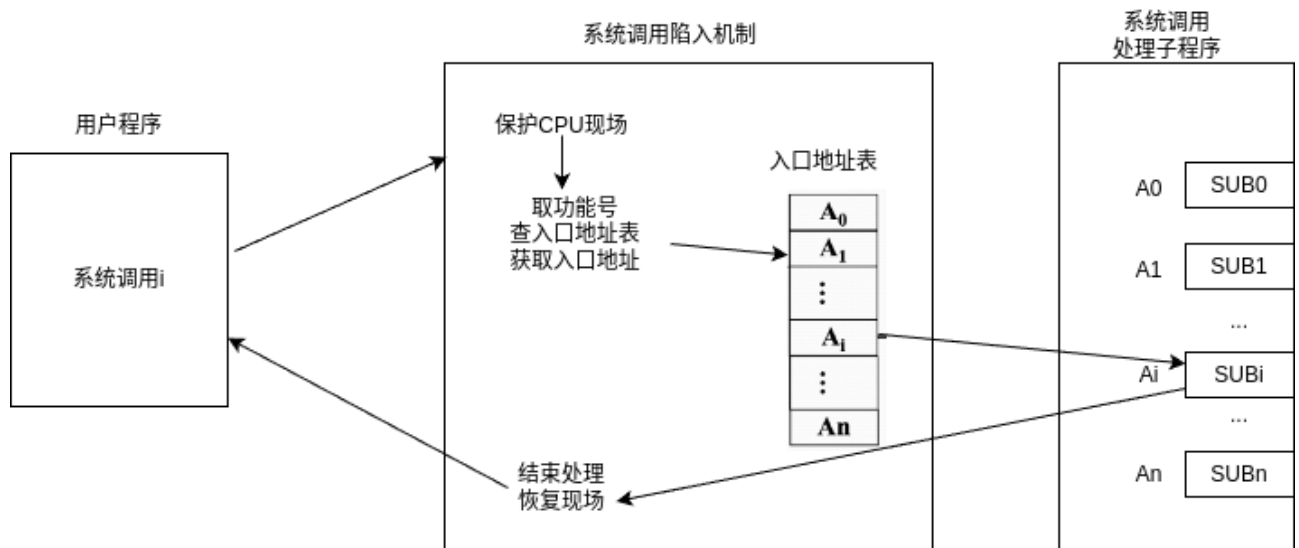 系统调用陷入机制
系统调用
处理子程序
用户程序
系统调用i
保护CPU现场
取功能号
查入口地址表
获取入口地址
入口地址表
A0
A1
⋮
Ai
⋮
An
结束处理
恢复现场
A0 SUB0
A1 SUB1
...
Ai SUBi
...
An SUBn